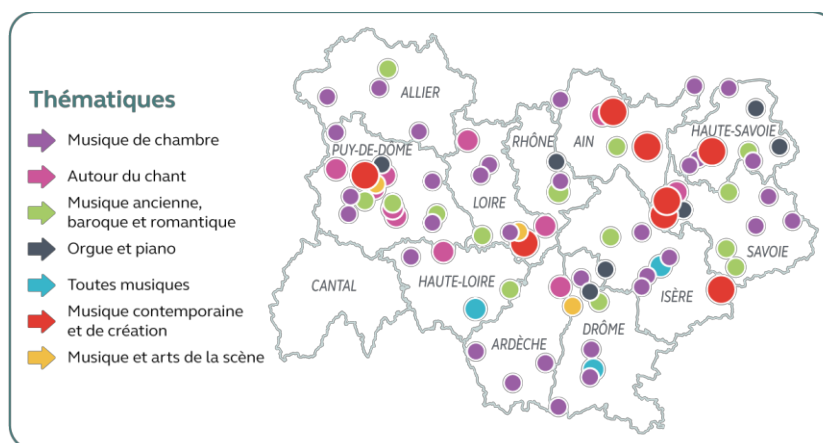 Thématiques
Musique de chambre
Autour du chant
Musique ancienne,
baroque et romantique
Orgue et piano
Toutes musiques
Musique contemporaine
et de création
Musique et arts de la scène
ALLIER
PUY-DE-DÔME
LOIRE
RHÔNE
AIN
HAUTE-SAVOIE
SAVOIE
CANTAL
HAUTE-LOIRE
ISÈRE
ARDÈCHE
DRÔME